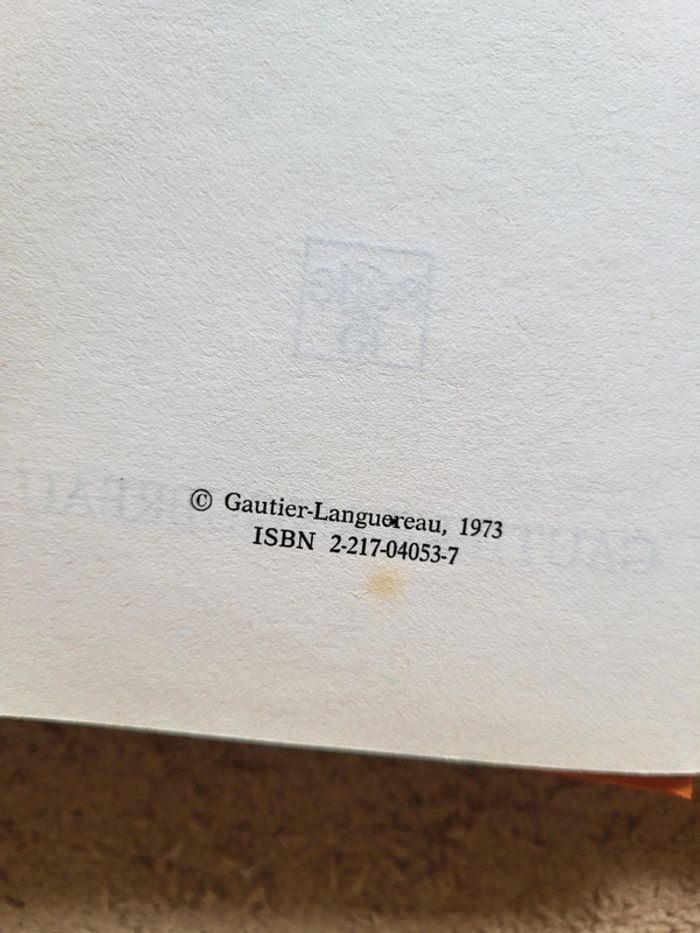 © Gautier-Languereau, 1973
ISBN 2-217-04053-7